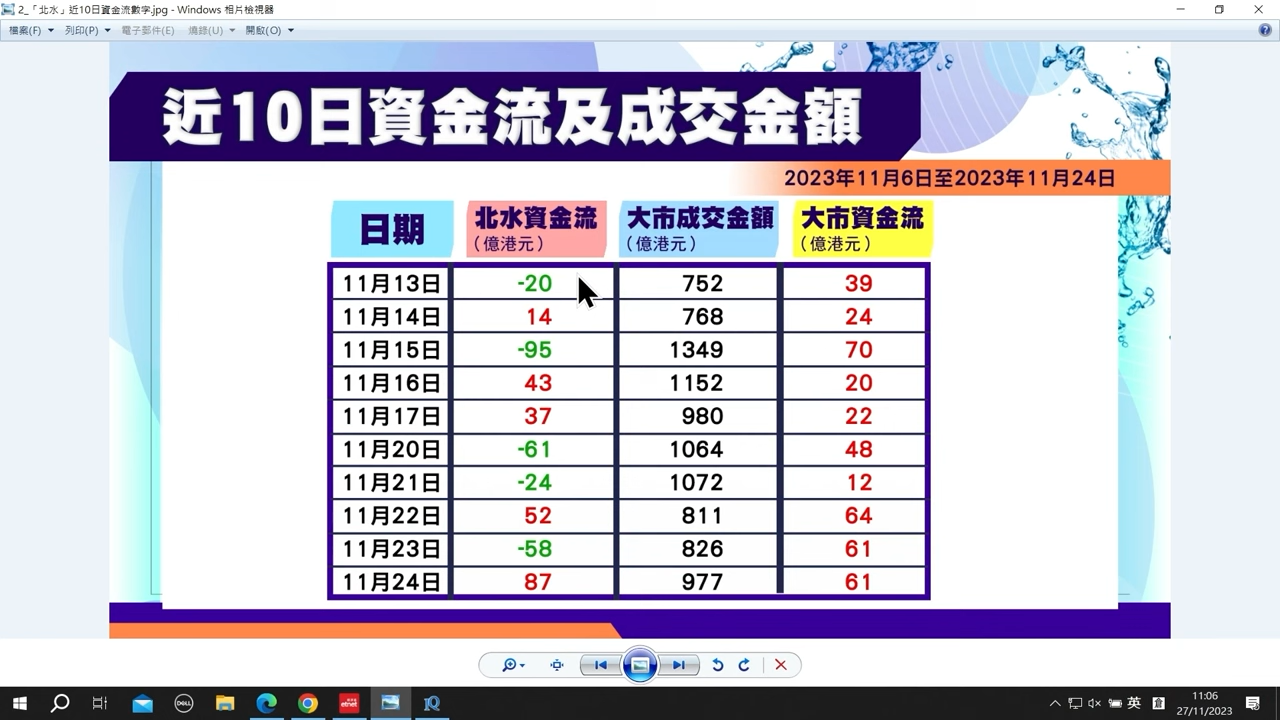 2_「北水」近10日資金流數字.jpg - Windows 相片檢視器
檔案(F) 列印(P) 電子郵件(E) 燒錄(U) 開啟(O)
近10日資金流及成交金額
2023年11月6日至2023年11月24日
日期 北水資金流 大市成交金額 大市資金流
(億港元) (億港元) (億港元)
11月13日 -20 752 39
11月14日 14 768 24
11月15日 -95 1349 70
11月16日 43 1152 20
11月17日 37 980 22
11月20日 -61 1064 48
11月21日 -24 1072 12
11月22日 52 811 64
11月23日 -58 826 61
11月24日 87 977 61
DELL etnet IQ 英 11:06
27/11/2023